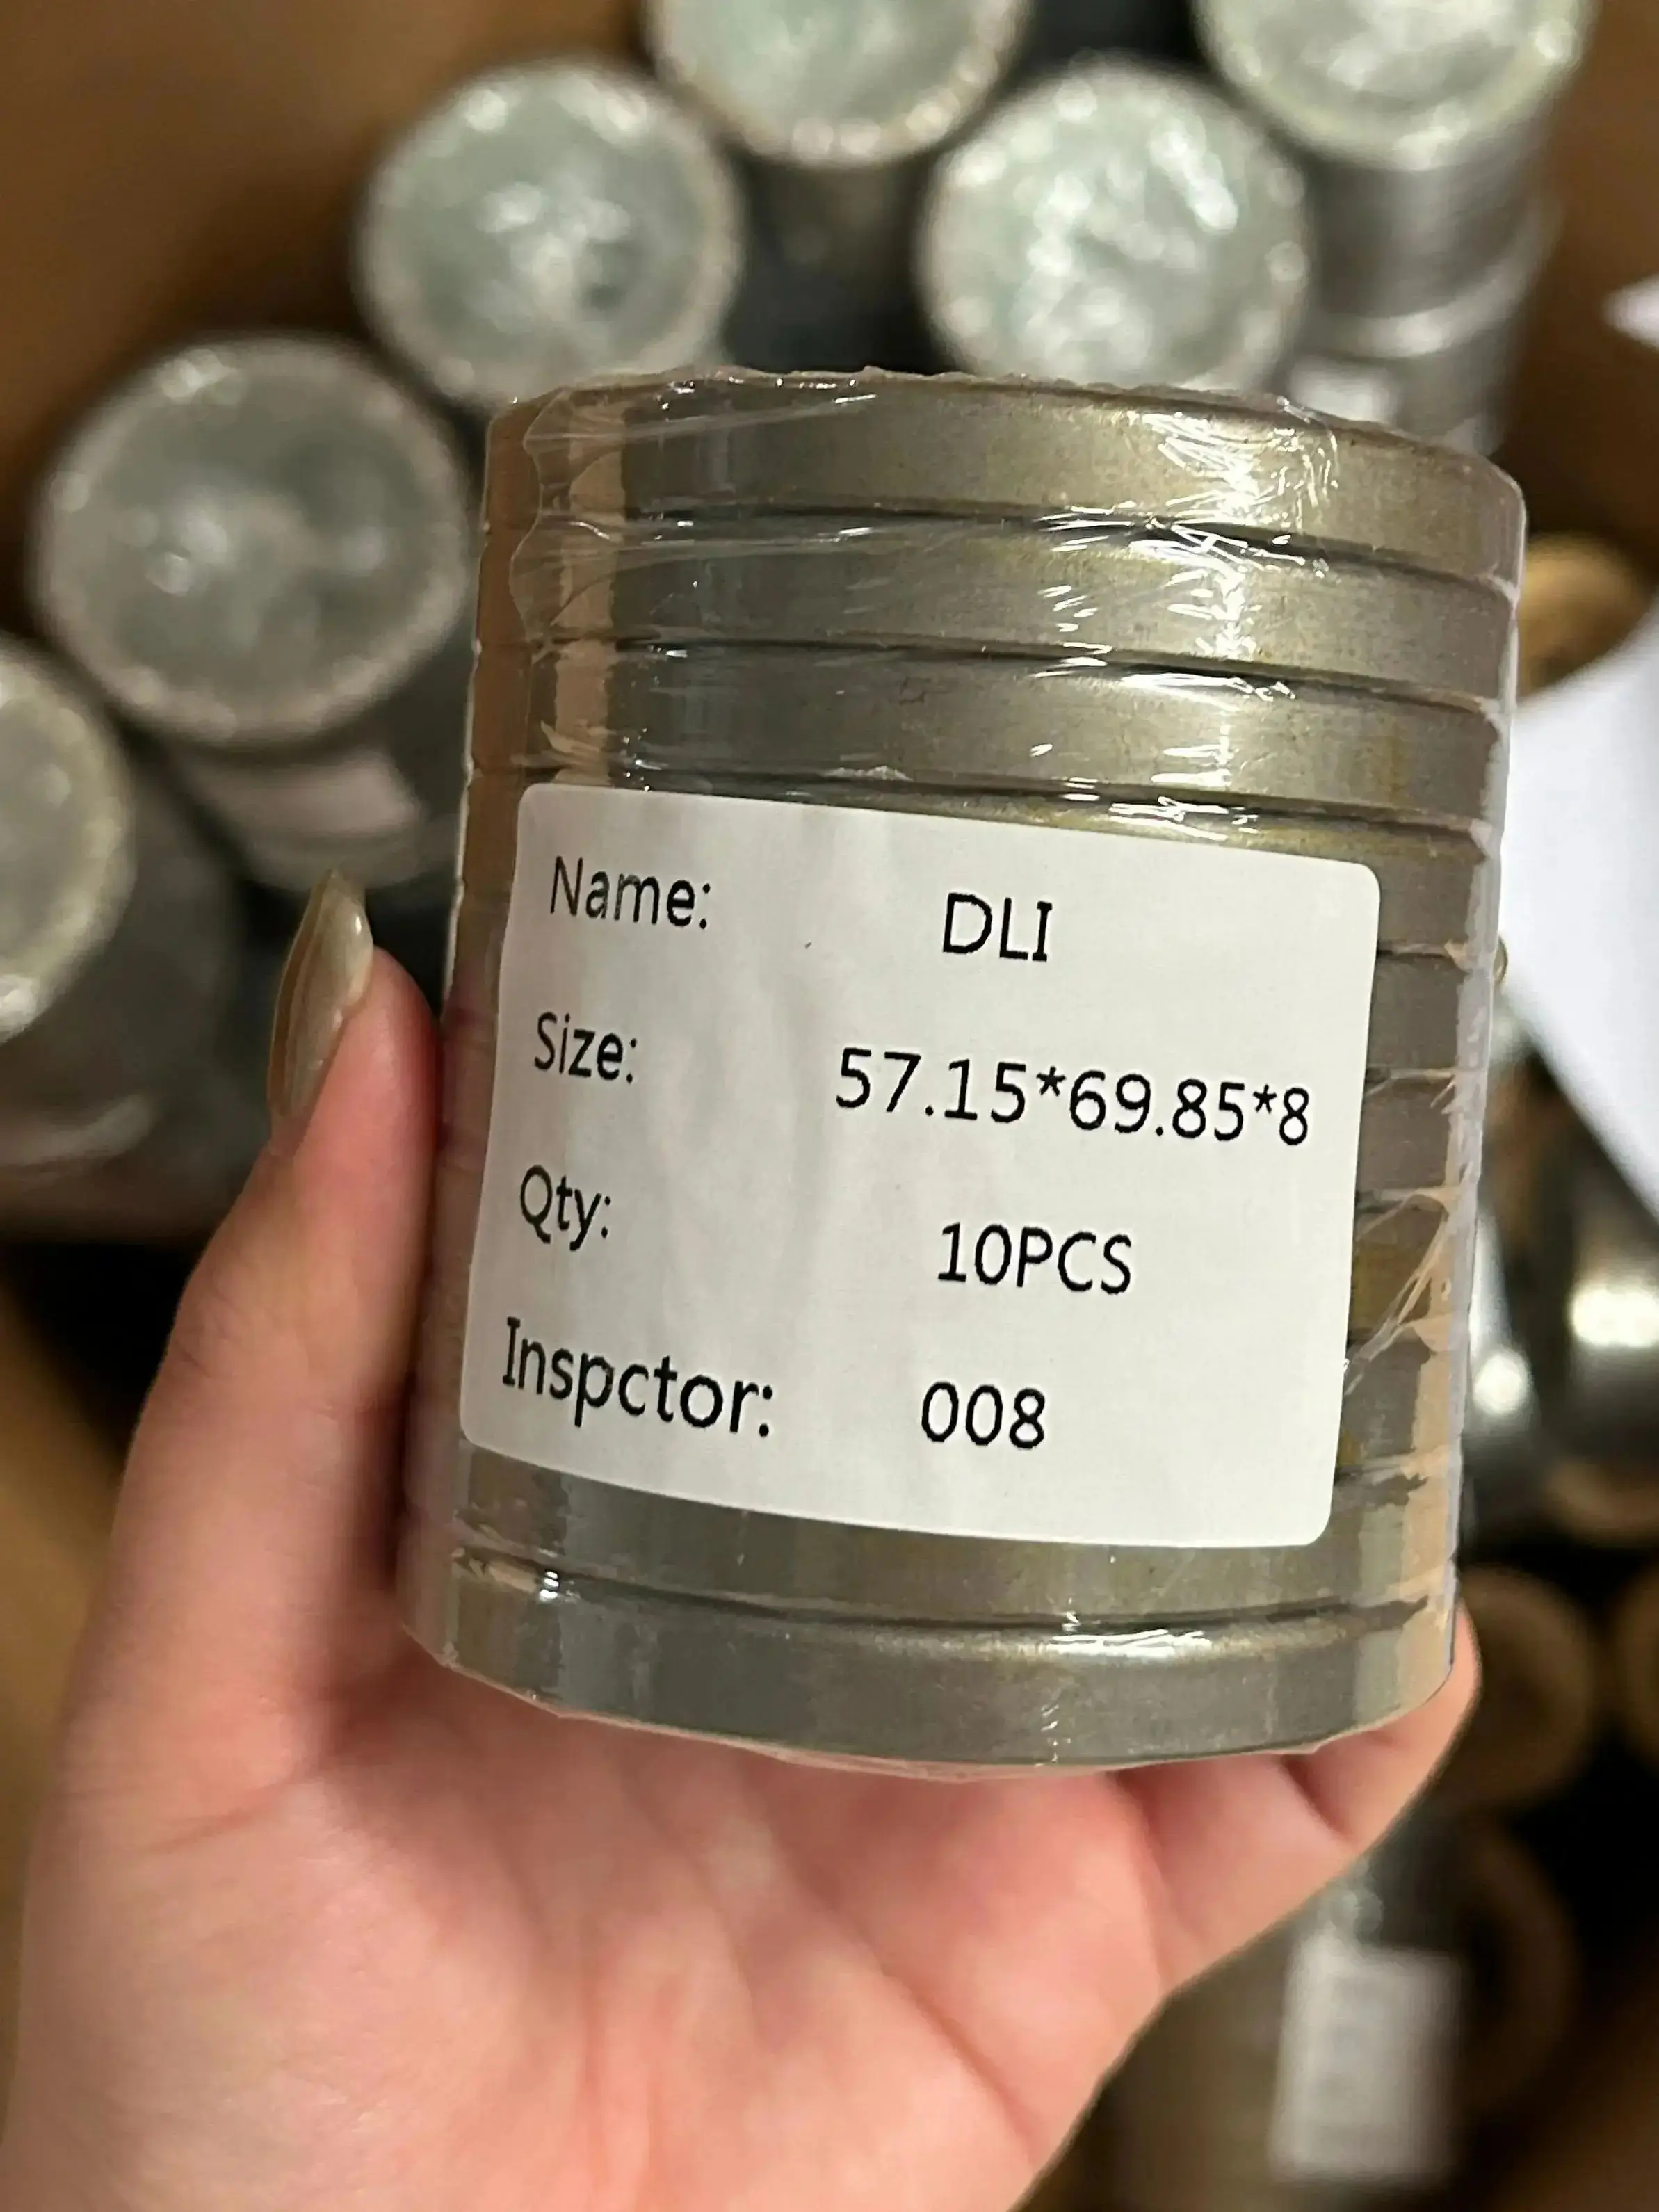 Name: DLI
Size: 57.15*69.85*8
Qty: 10PCS
Inspctor: 008